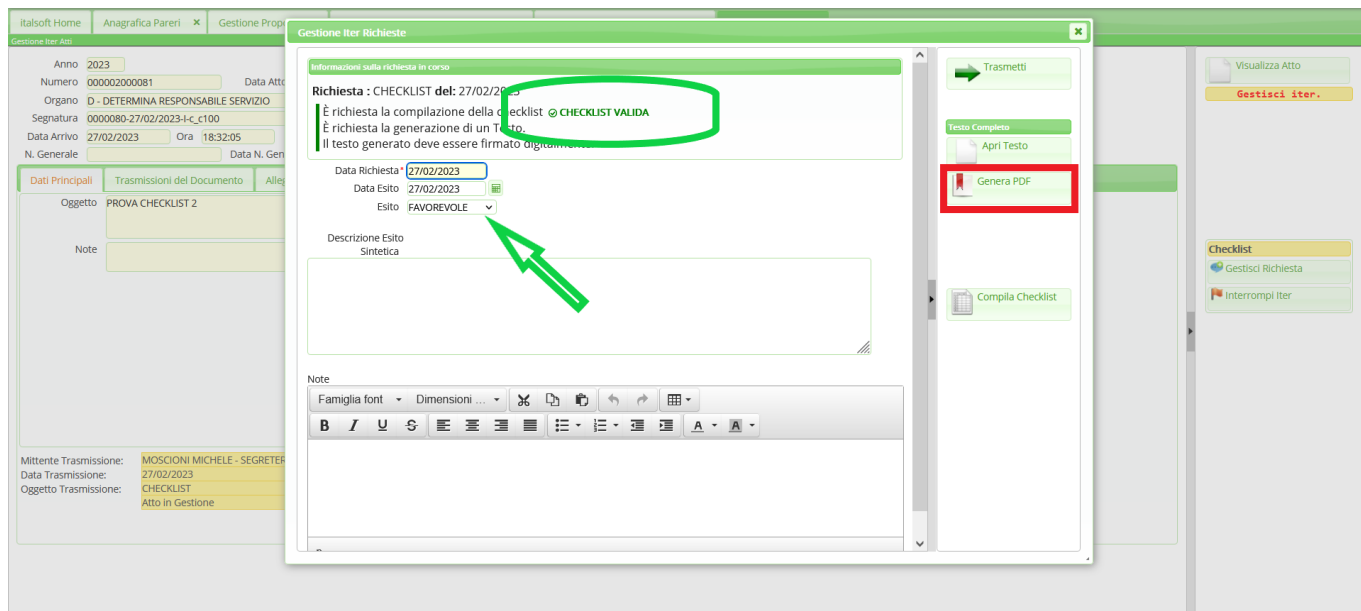 italsoft Home
Anagrafica Pareri ×
Gestione Prop
Gestione Iter Atti
Anno 2023
Numero 000002000081 Data Atto
Organo D - DETERMINA RESPONSABILE SERVIZIO
Segnatura 0000080-27/02/2023-I-c_c100
Data Arrivo 27/02/2023 Ora 18:32:05
N. Generale Data N. Gen
Dati Principali
Trasmissioni del Documento
Alleg
Oggetto PROVA CHECKLIST 2
Note
Mittente Trasmissione: MOSCIONI MICHELE - SEGRETER
Data Trasmissione: 27/02/2023
Oggetto Trasmissione: CHECKLIST
Atto in Gestione
Gestione Iter Richieste
Informazioni sulla richiesta in corso
Richiesta : CHECKLIST del: 27/02/2023
È richiesta la compilazione della checklist CHECKLIST VALIDA
È richiesta la generazione di un Testo.
Il testo generato deve essere firmato digitalmente.
Data Richiesta* 27/02/2023
Data Esito 27/02/2023
Esito FAVOREVOLE
Descrizione Esito
Sintetica
Note
Famiglia font
Dimensioni ...
B I U S
A A
Trasmetti
Testo Completo
Apri Testo
Genera PDF
Compila Checklist
Visualizza Atto
Gestisci iter.
Checklist
Gestisci Richiesta
Interrompi Iter